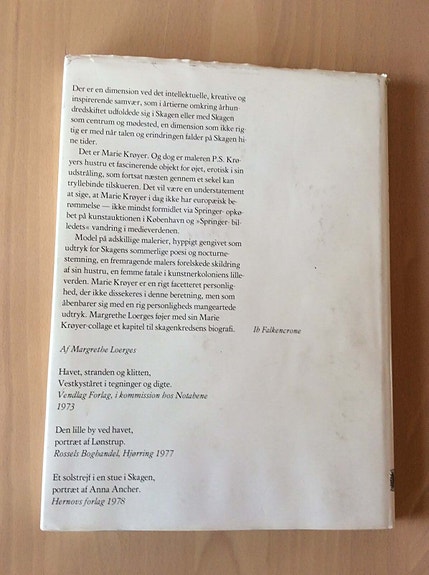 Der er en dimension ved det intellektuelle, kreative og
inspirerende samvær, som i årtierne omkring århun-
dredskiftet udfoldede sig i Skagen eller med Skagen
som centrum og mødested, en dimension som ikke rig
tig er med når talen og erindringen falder på Skagen hi-
ne tider.
Det er Marie Krøyer. Og dog er maleren P.S. Krø-
yers hustru et fascinerende objekt for øjet, erotisk i sin
udstråling, som fortsat næsten gennem et sekel kan
tryllebinde tilskueren. Det vil være en understatement
at sige, at Marie Krøyer i dag ikke har europæisk be-
rømmelse — ikke mindst formidlet via Springer-opkø-
bet på kunstauktionen i København og »Springer-bil-
ledets« vandring i medieverdenen.
Model på adskillige malerier, hyppigt gengivet som
udtryk for Skagens sommerlige poesi og nocturne-
stemning, en fremragende malers forelskede skildring
af sin hustru, en femme fatale i kunstnerkoloniens lille-
verden. Marie Krøyer er en rigt facetteret personlig-
hed, der ikke dissekeres i denne beretning, men som
åbenbarer sig med en rig personligheds mangeartede
udtryk. Margrethe Loerges føjer med sin Marie
Krøyer-collage et kapitel til skagenkredsens biografi.
Ib Falkencrone
Af Margrethe Loerges
Havet, stranden og klitten,
Vestkyståret i tegninger og digte.
Vendlag Forlag, i kommission hos Notabene
1973
Den lille by ved havet,
portræt af Lønstrup.
Rossels Boghandel, Hjørring 1977
Et solstrejf i en stue i Skagen,
portræt af Anna Ancher.
Hernovs forlag 1978